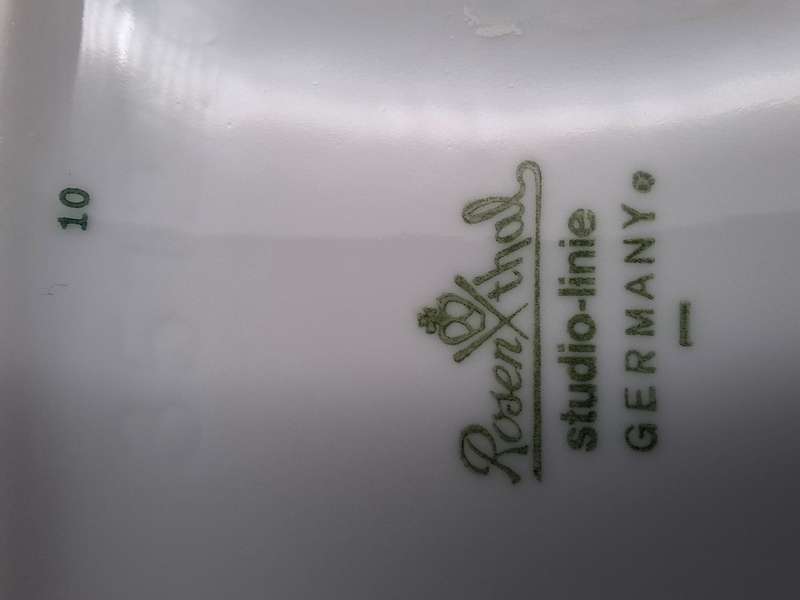 Rosenthal
studio-linie
GERMANY
10